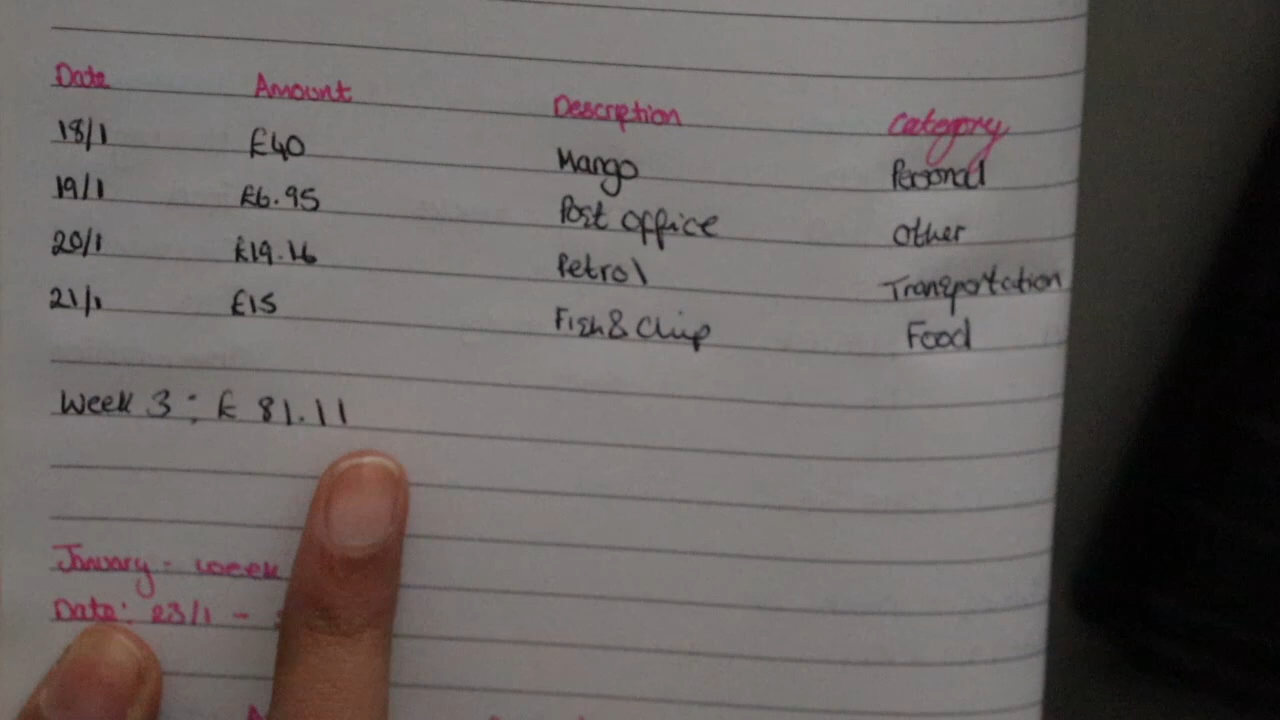 Date Amount Description Category
18/1 £40 Mango Personal
19/1 £6.95 Post office Other
20/1 £19.16 Petrol Transportation
21/1 £15 Fish & Chip Food
Week 3: £ 81.11
January - week
Date: 23/1 -